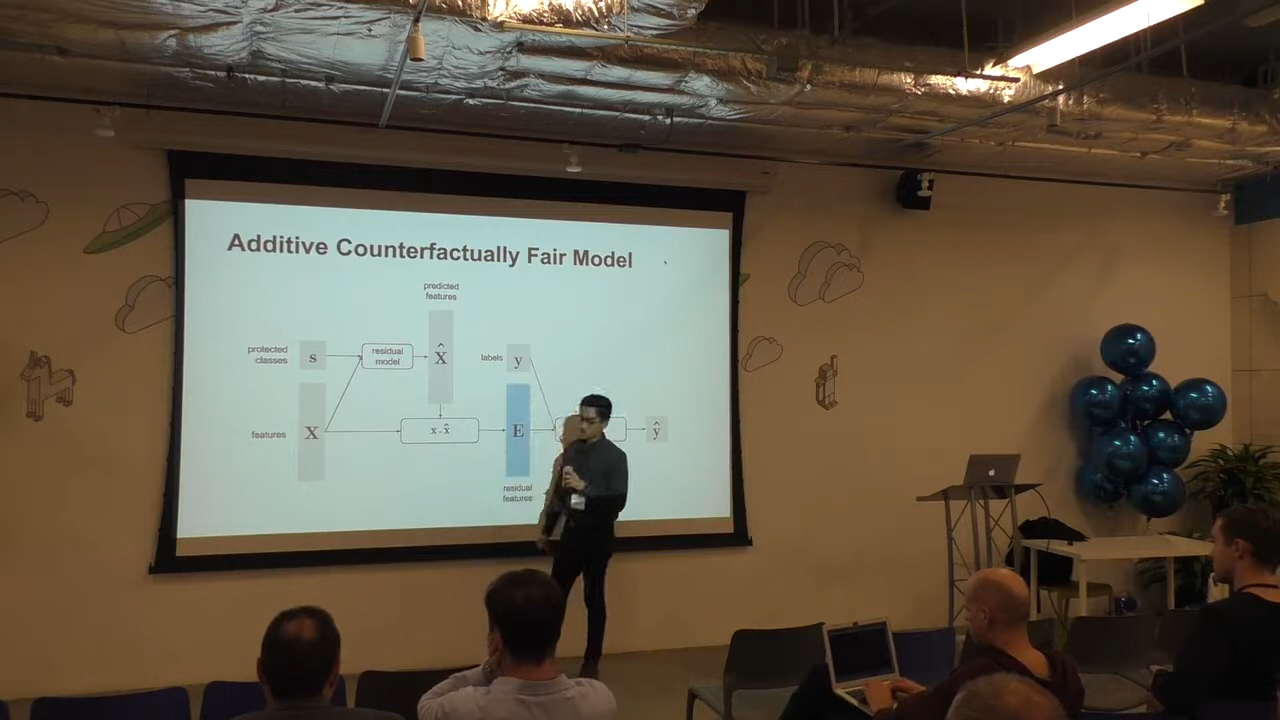 Additive Counterfactually Fair Model
predicted
features
protected
classes
s
residual
model
X̂
labels
y
features
X
x - x̂
E
ŷ
residual
features